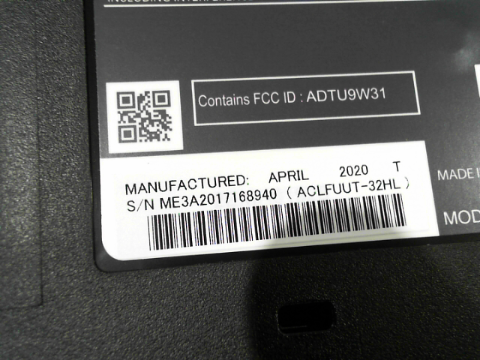 Contains FCC ID : ADTU9W31
MANUFACTURED: APRIL 2020 T
S/N ME3A2017168940 ( ACLFUUT-32HL )
MADE I
MOD